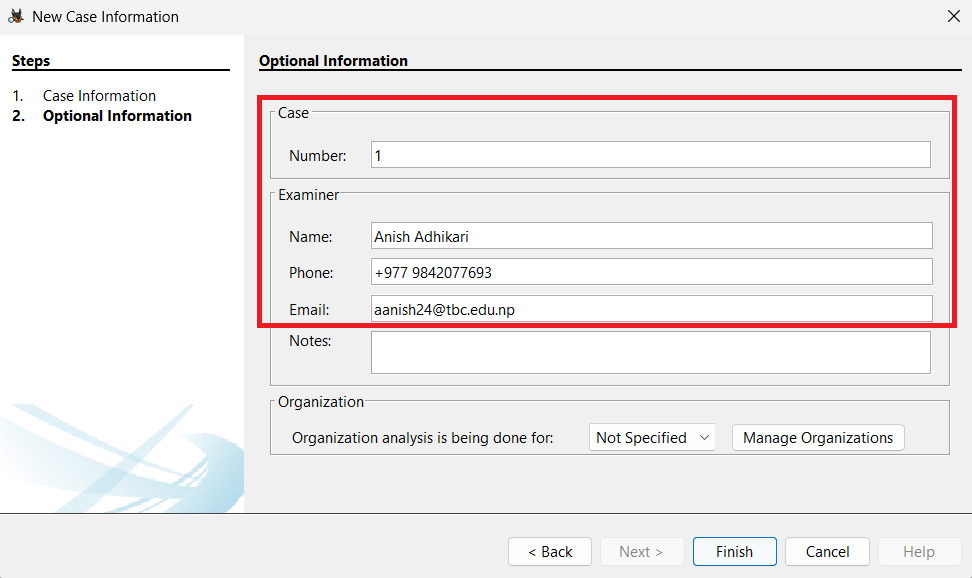 New Case Information
Steps
1. Case Information
2. Optional Information
Optional Information
Case
Number: 1
Examiner
Name: Anish Adhikari
Phone: +977 9842077693
Email: aanish24@tbc.edu.np
Notes:
Organization
Organization analysis is being done for: Not Specified Manage Organizations
< Back Next > Finish Cancel Help